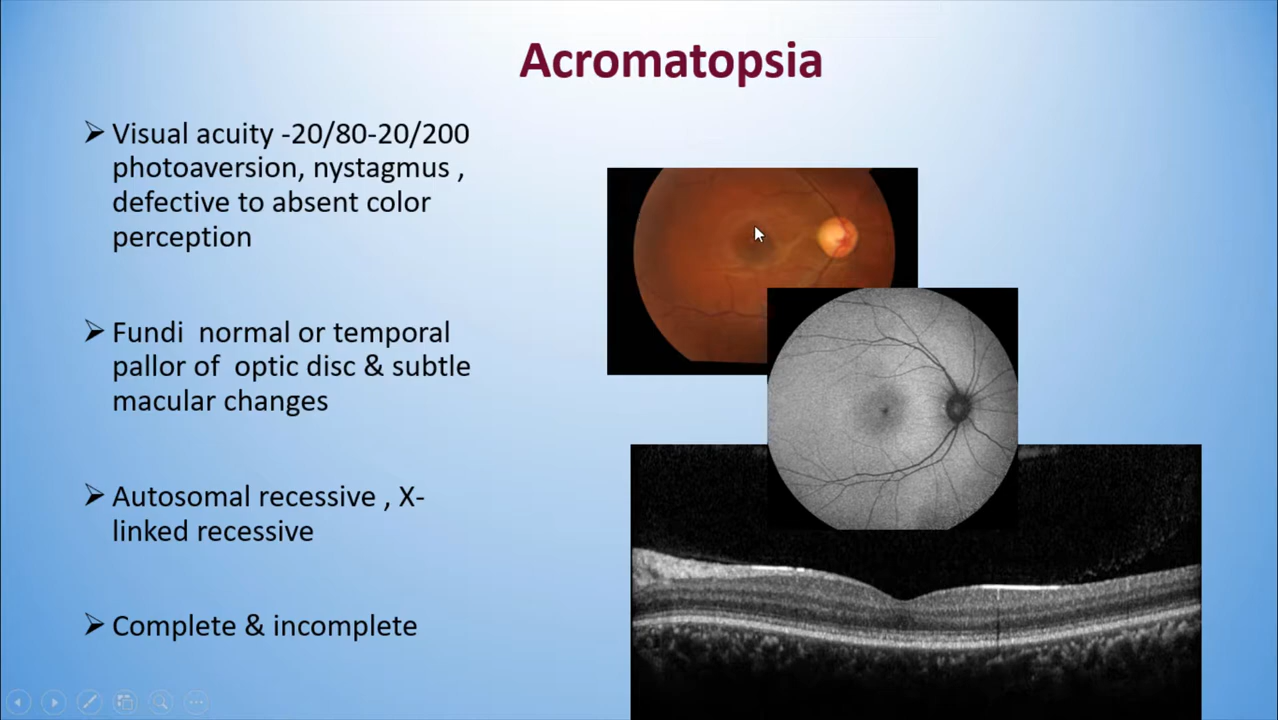 Acromatopsia
➢ Visual acuity -20/80-20/200
photoaversion, nystagmus ,
defective to absent color
perception
➢ Fundi  normal or temporal
pallor of  optic disc & subtle
macular changes
➢ Autosomal recessive , X-
linked recessive
➢ Complete & incomplete